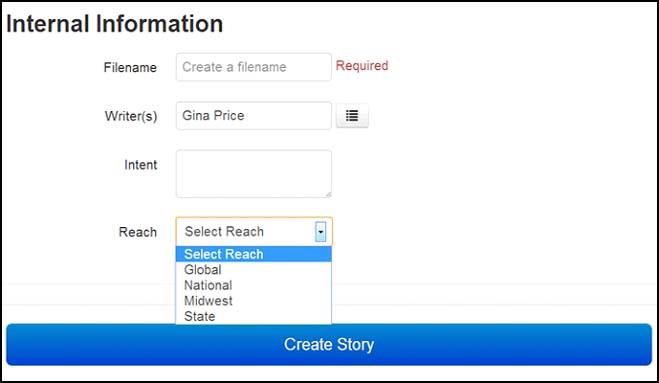 Internal Information
Filename Create a filename Required
Writer(s) Gina Price
Intent
Reach Select Reach
Select Reach
Global
National
Midwest
State
Create Story